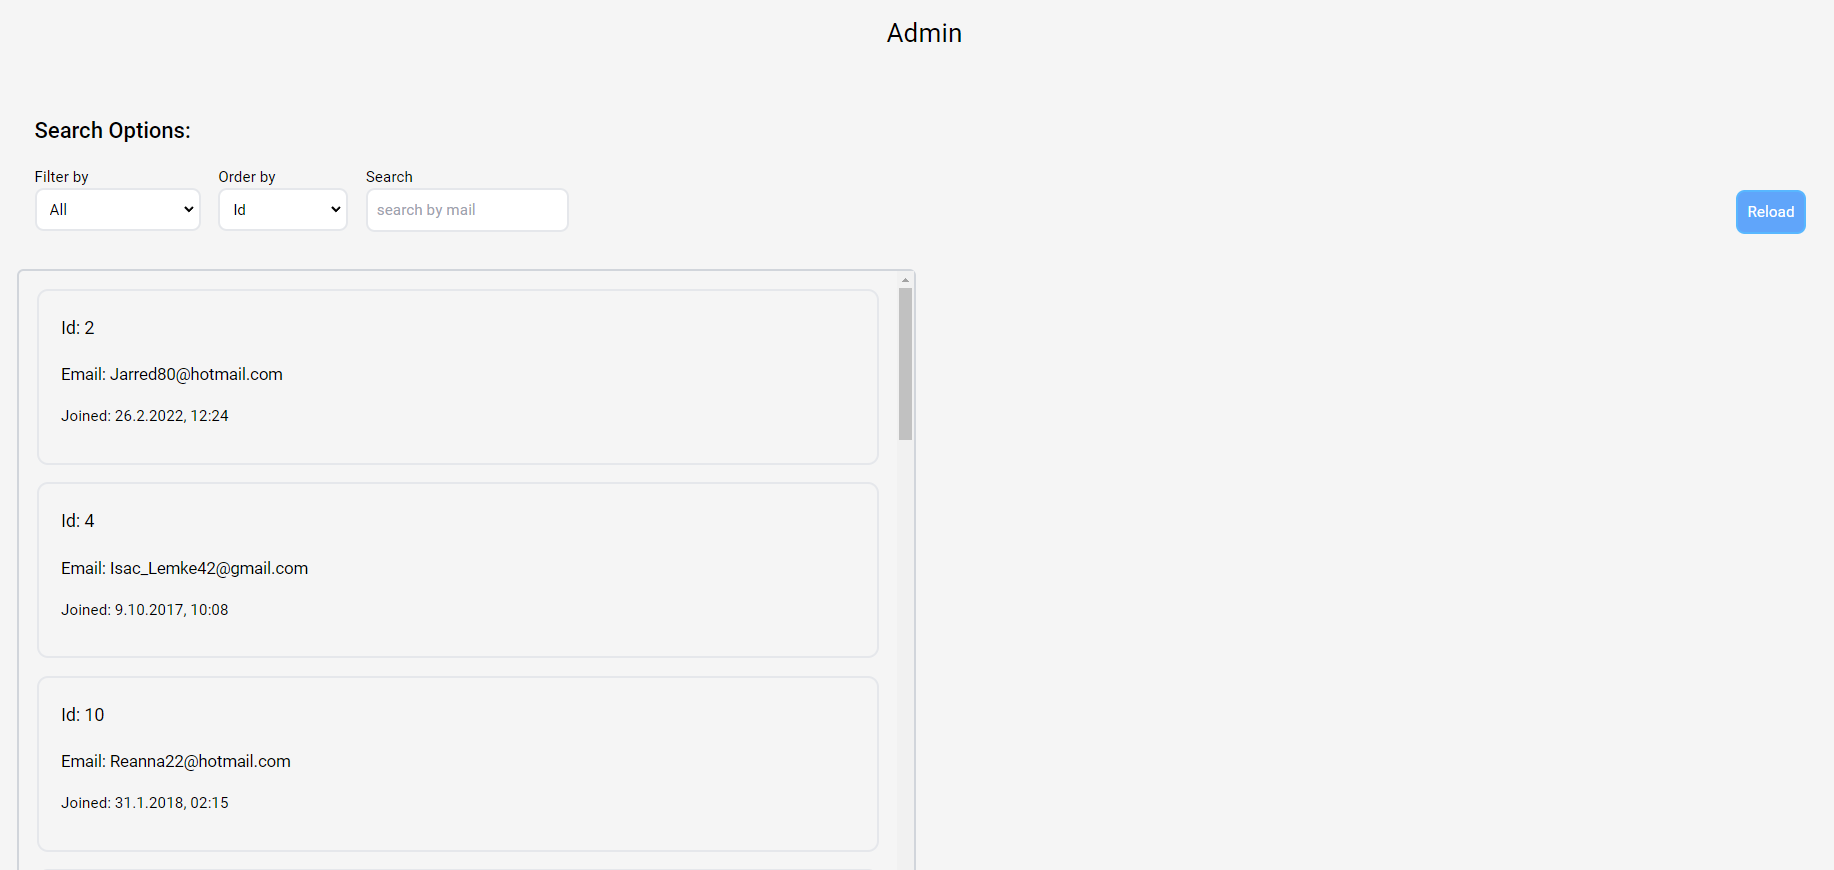 Admin
Search Options:
Filter by
Order by
Search
All
Id
search by mail
Reload
Id: 2
Email: Jarred80@hotmail.com
Joined: 26.2.2022, 12:24
Id: 4
Email: Isac_Lemke42@gmail.com
Joined: 9.10.2017, 10:08
Id: 10
Email: Reanna22@hotmail.com
Joined: 31.1.2018, 02:15